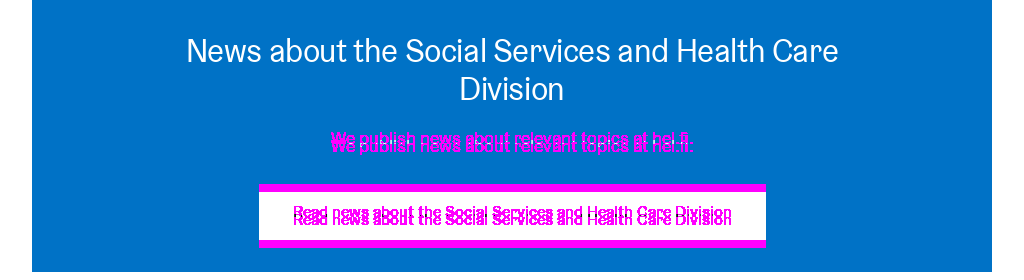 News about the Social Services and Health Care
Division
We publish news about relevant topics at hel.fi.
Read news about the Social Services and Health Care Division